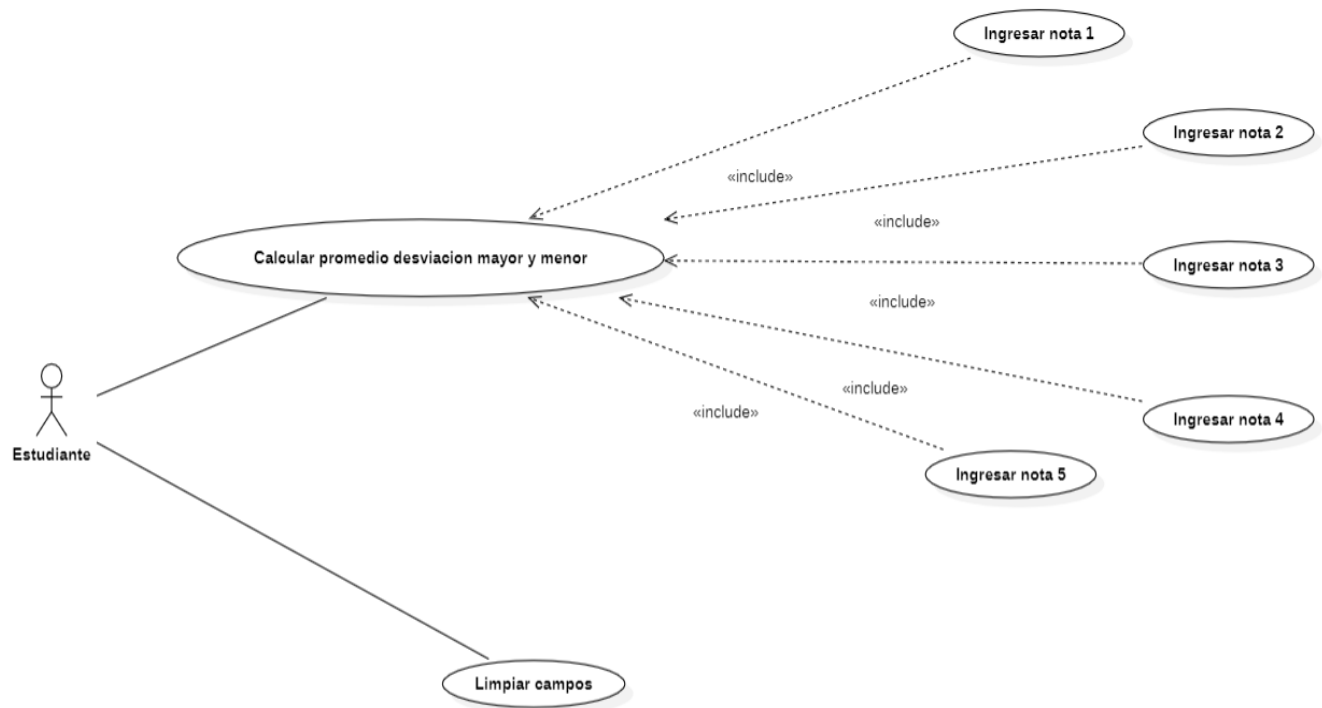 Ingresar nota 1
Ingresar nota 2
«include»
«include»
Calcular promedio desviacion mayor y menor
Ingresar nota 3
«include»
«include»
«include»
Ingresar nota 4
Estudiante
Ingresar nota 5
Limpiar campos